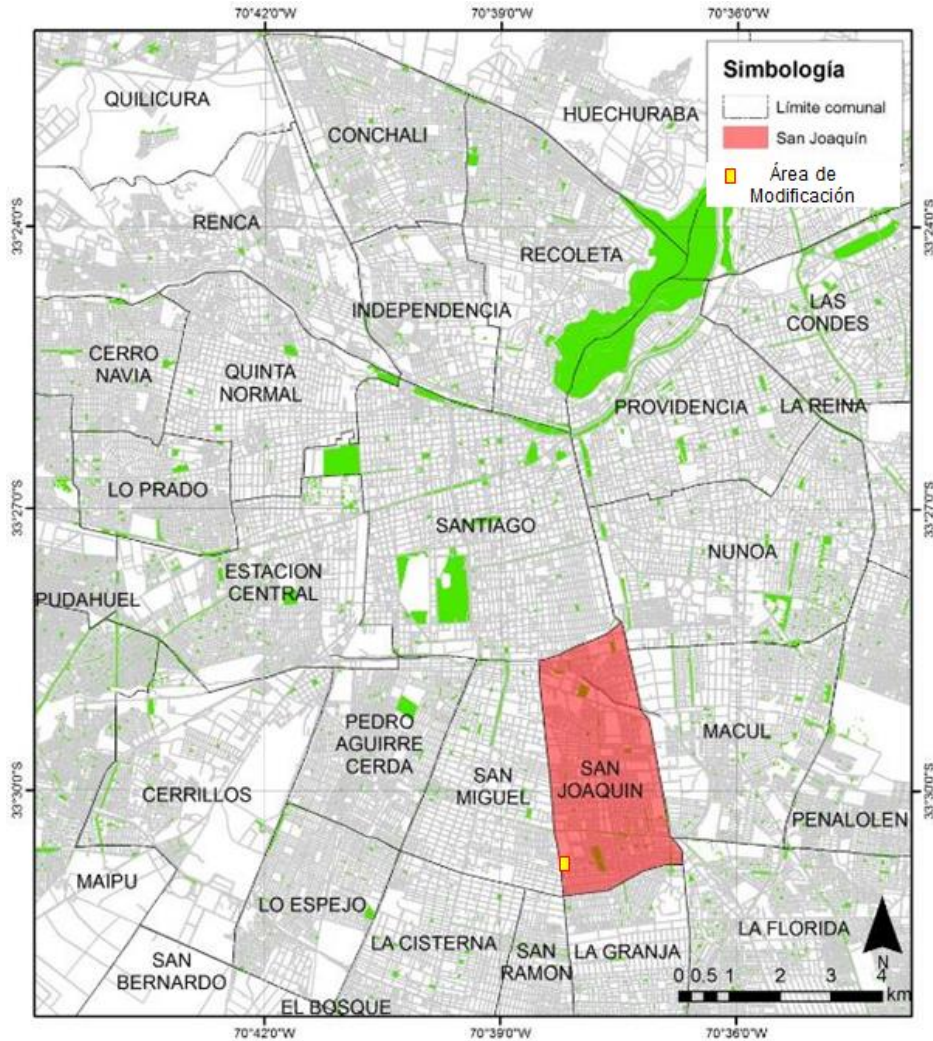 70°42'0"W
70°39'0"W
70°36'0"W
Simbología
Límite comunal
San Joaquín
Área de
Modificación
QUILICURA
CONCHALI
HUECHURABA
RENCA
RECOLETA
33°24'0"S
33°24'0"S
INDEPENDENCIA
LAS
CONDES
CERRO
NAVIA
QUINTA
NORMAL
PROVIDENCIA
LA REINA
LO PRADO
33°27'0"S
33°27'0"S
SANTIAGO
NUNOA
ESTACION
CENTRAL
PUDAHUEL
PEDRO
AGUIRRE
CERDA
MACUL
SAN
MIGUEL
SAN
JOAQUIN
CERRILLOS
33°30'0"S
33°30'0"S
PENALOLEN
MAIPU
LO ESPEJO
LA CISTERNA
SAN
RAMON
LA GRANJA
LA FLORIDA
SAN
BERNARDO
EL BOSQUE
N
0 0,5 1 2 3 4
km
70°42'0"W
70°39'0"W
70°36'0"W